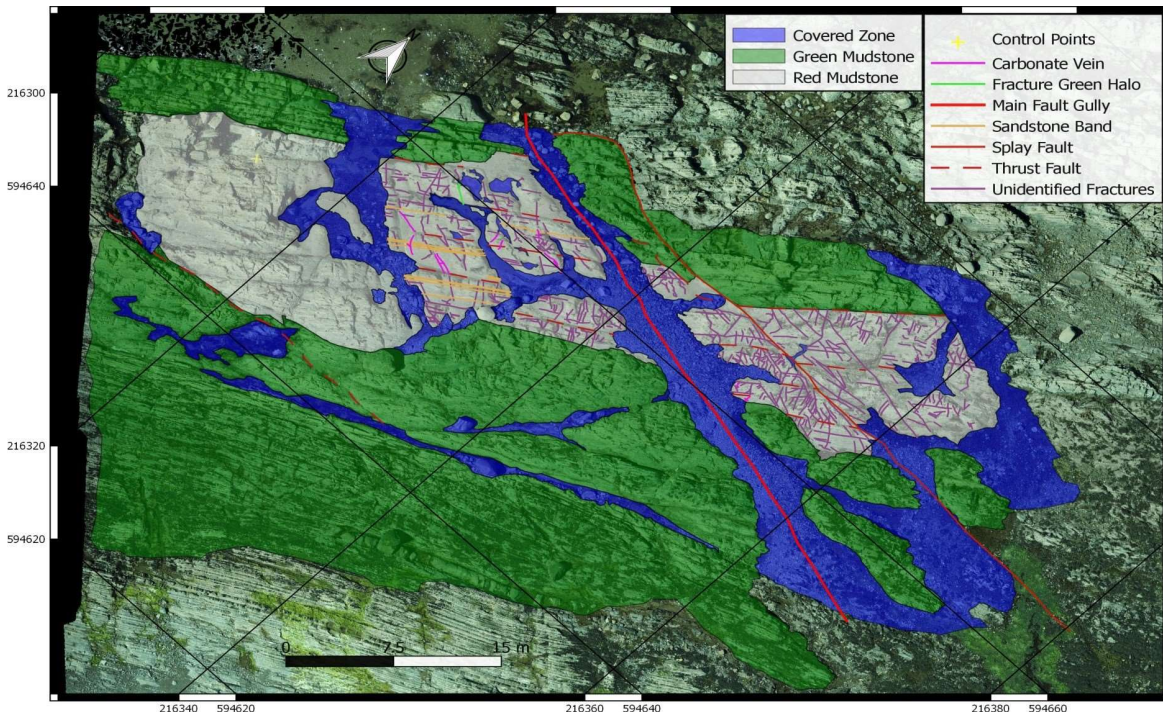 Covered Zone
Green Mudstone
Red Mudstone
Control Points
Carbonate Vein
Fracture Green Halo
Main Fault Gully
Sandstone Band
Splay Fault
Thrust Fault
Unidentified Fractures
216300
594640
216320
594620
0 7.5 15 m
216340 594620 216360 594640 216380 594660